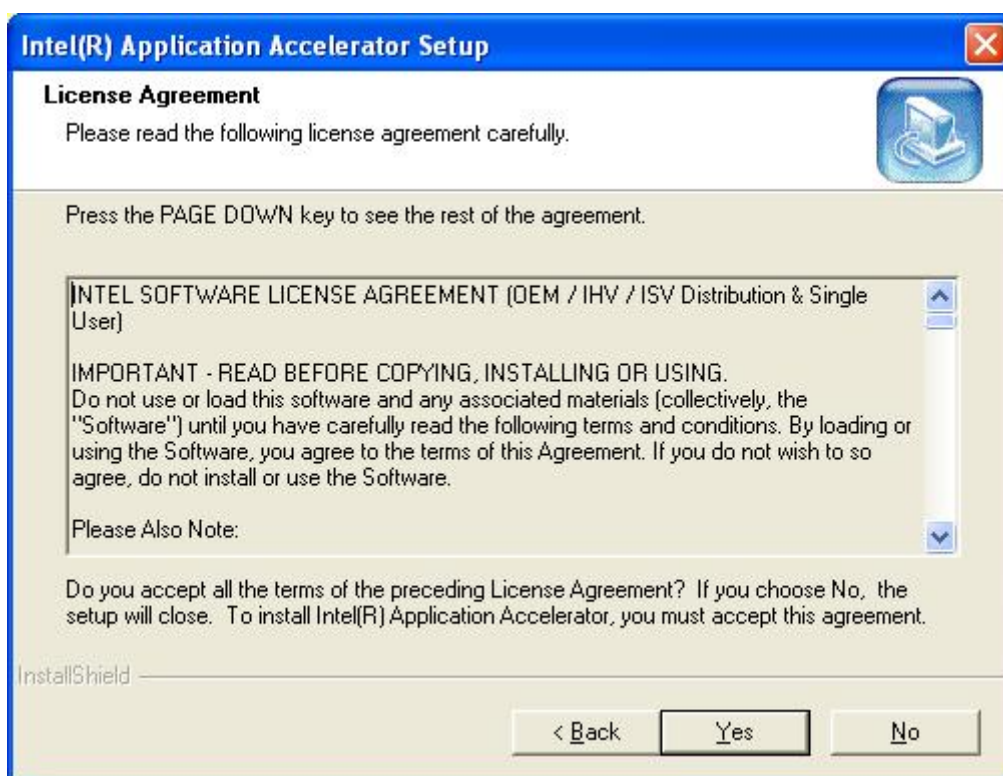 Intel(R) Application Accelerator Setup
License Agreement
Please read the following license agreement carefully.
Press the PAGE DOWN key to see the rest of the agreement.
INTEL SOFTWARE LICENSE AGREEMENT (OEM / IHV / ISV Distribution & Single
User)
IMPORTANT - READ BEFORE COPYING, INSTALLING OR USING.
Do not use or load this software and any associated materials (collectively, the
"Software") until you have carefully read the following terms and conditions. By loading or
using the Software, you agree to the terms of this Agreement. If you do not wish to so
agree, do not install or use the Software.
Please Also Note:
Do you accept all the terms of the preceding License Agreement?  If you choose No,  the
setup will close.  To install Intel(R) Application Accelerator, you must accept this agreement.
InstallShield
< Back
Yes
No